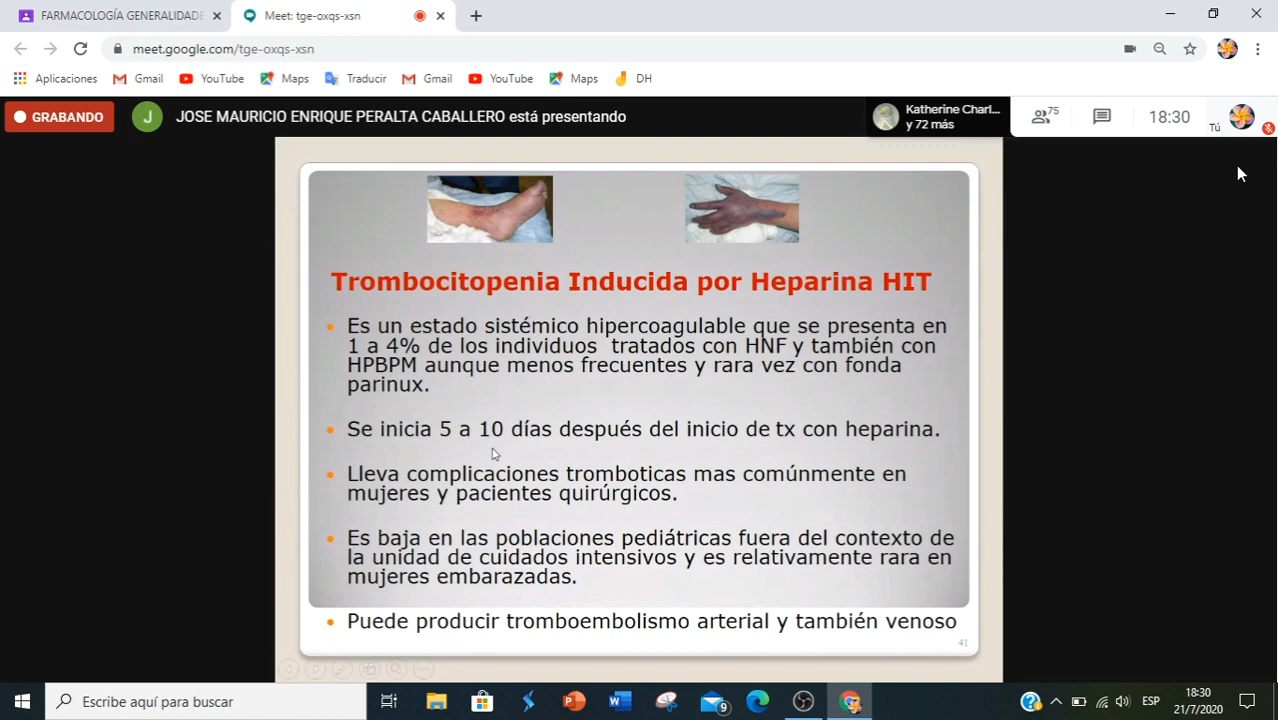 FARMACOLOGÍA GENERALIDADE
Meet: tge-oxqs-xsn
meet.google.com/tge-oxqs-xsn
Aplicaciones
Gmail
YouTube
Maps
Traducir
Gmail
YouTube
Maps
DH
GRABANDO
J
JOSE MAURICIO ENRIQUE PERALTA CABALLERO está presentando
Katherine Charl...
y 72 más
75
18:30
Tú
Trombocitopenia Inducida por Heparina HIT
• Es un estado sistémico hipercoagulable que se presenta en
1 a 4% de los individuos tratados con HNF y también con
HPBPM aunque menos frecuentes y rara vez con fonda
parinux.
• Se inicia 5 a 10 días después del inicio de tx con heparina.
• Lleva complicaciones tromboticas mas comúnmente en
mujeres y pacientes quirúrgicos.
• Es baja en las poblaciones pediátricas fuera del contexto de
la unidad de cuidados intensivos y es relativamente rara en
mujeres embarazadas.
• Puede producir tromboembolismo arterial y también venoso
41
Escribe aquí para buscar
9
ESP
18:30
21/7/2020